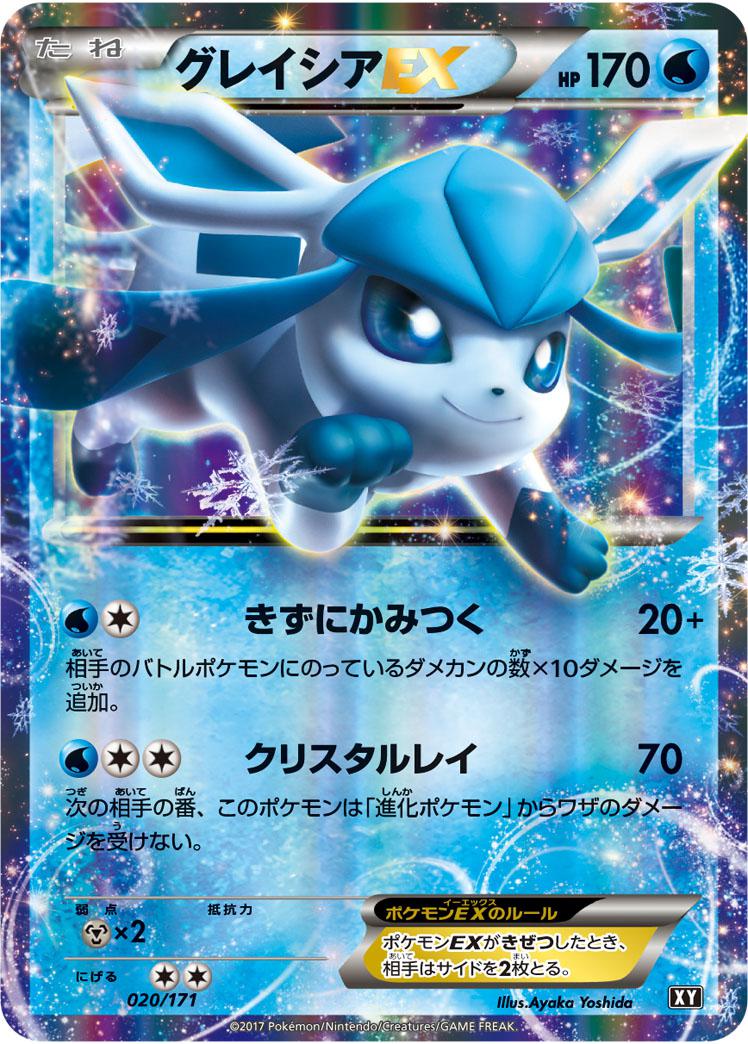 たね
グレイシアEX
HP 170
きずにかみつく 20+
相手のバトルポケモンにのっているダメカンの数×10ダメージを
追加。
クリスタルレイ 70
次の相手の番、このポケモンは「進化ポケモン」からワザのダメー
ジを受けない。
弱点 抵抗力
×2
にげる
020/171
ポケモンEXのルール
ポケモンEXがきぜつしたとき、
相手はサイドを2枚とる。
Illus.Ayaka Yoshida
XY
©2017 Pokémon/Nintendo/Creatures/GAME FREAK.